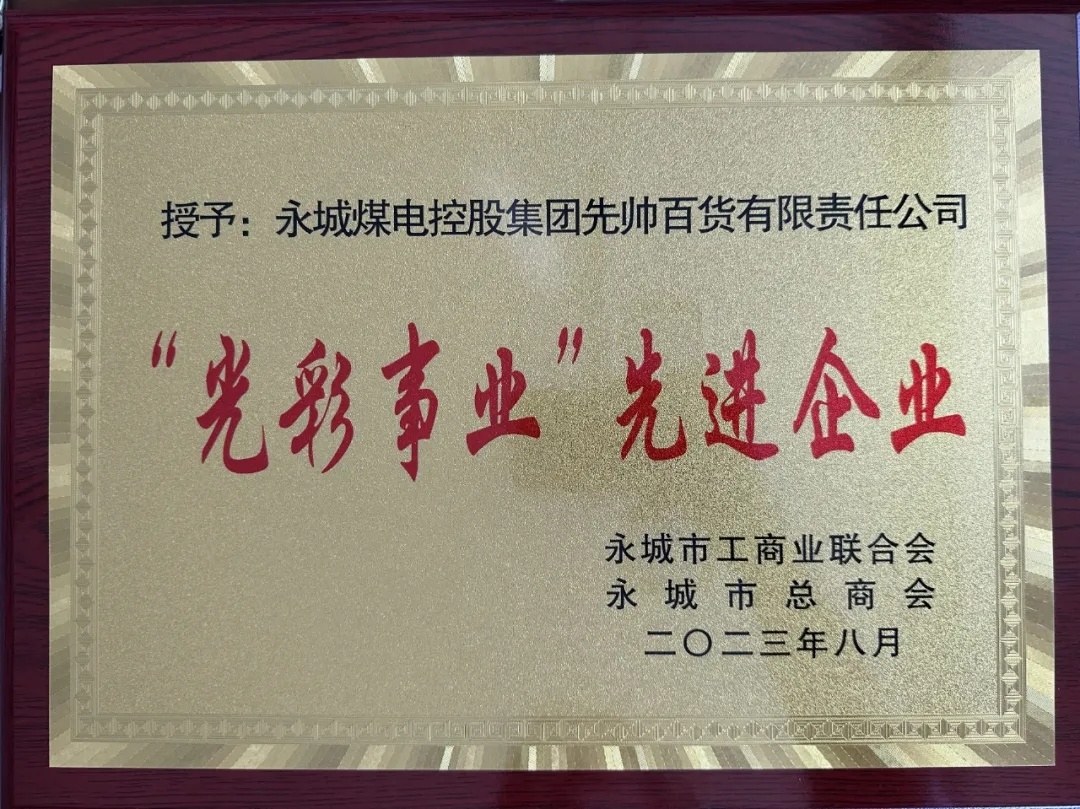 授予：永城煤电控股集团先帅百货有限责任公司
“光彩事业”先进企业
永城市工商业联合会
永城市总商会
二〇二三年八月